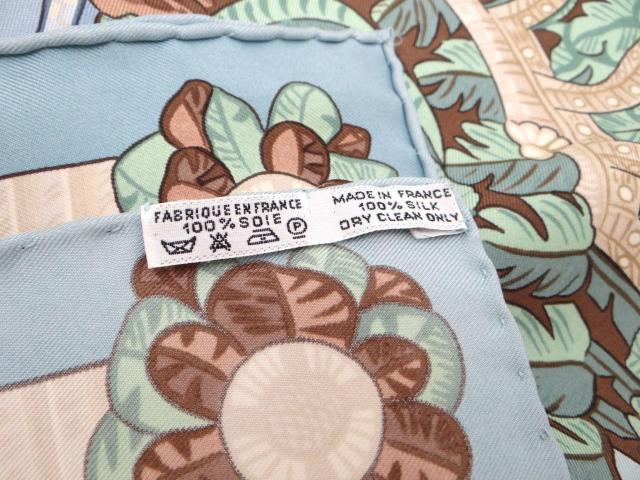 FABRIQUE EN FRANCE
100% SOIE
P
MADE IN FRANCE
100% SILK
DRY CLEAN ONLY